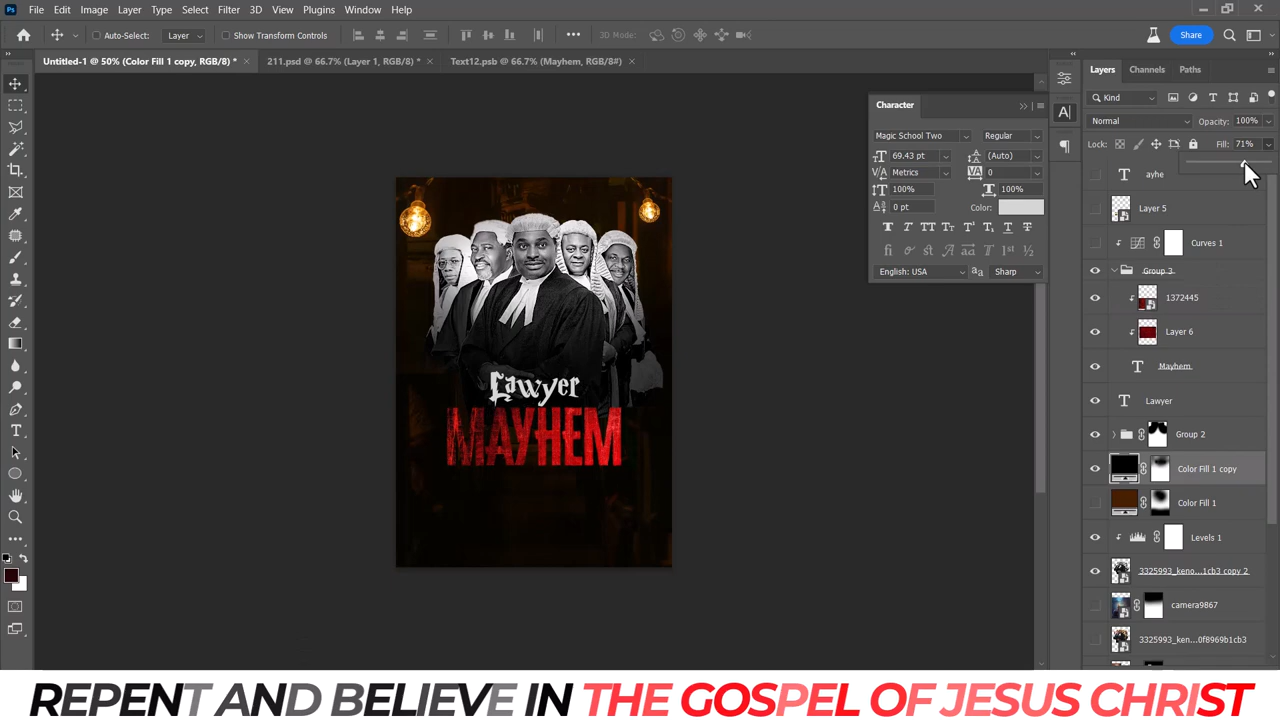 File Edit Image Layer Type Select Filter 3D View Plugins Window Help
Auto-Select: Layer Show Transform Controls 3D Mode: Share
Untitled-1 @ 50% (Color Fill 1 copy, RGB/8) * 211.psd @ 66.7% (Layer 1, RGB/8) * Text12.psb @ 66.7% (Mayhem, RGB/8#)
Character
Magic School Two Regular
69.43 pt (Auto)
Metrics 0
100% 100%
0 pt Color:
English: USA Sharp
Layers Channels Paths
Kind
Normal Opacity: 100%
Lock: Fill: 71%
ayhe
Layer 5
Curves 1
Group 3
1372445
Layer 6
Mayhem
Lawyer
Group 2
Color Fill 1 copy
Color Fill 1
Levels 1
3325993_keno...1cb3 copy 2
camera9867
3325993_ken...0f8969b1cb3
Lawyer
MAYHEM
REPENT AND BELIEVE IN THE GOSPEL OF JESUS CHRIST